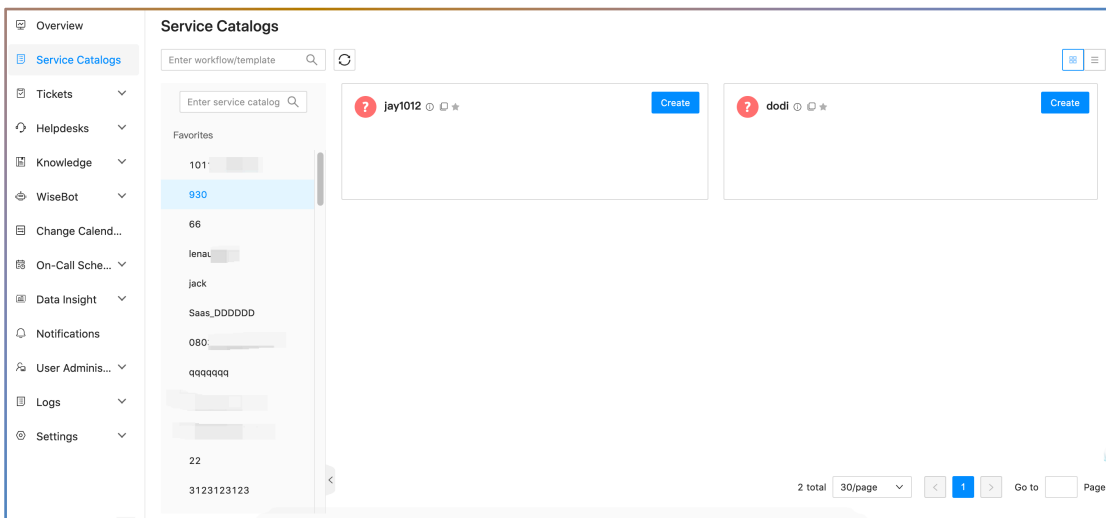 Overview
Service Catalogs
Tickets
Helpdesks
Knowledge
WiseBot
Change Calend...
On-Call Sche...
Data Insight
Notifications
User Adminis...
Logs
Settings
Service Catalogs
Enter workflow/template
Enter service catalog
Favorites
930
66
jack
Saas_DDDDDD
qqqqqqq
22
3123123123
? jay1012 Create
? dodi Create
2 total 30/page < 1 > Go to Page